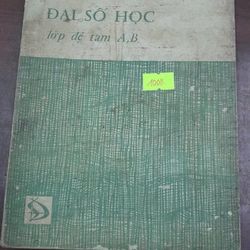 ĐẠI SỐ HỌC
lớp đệ tam A, B